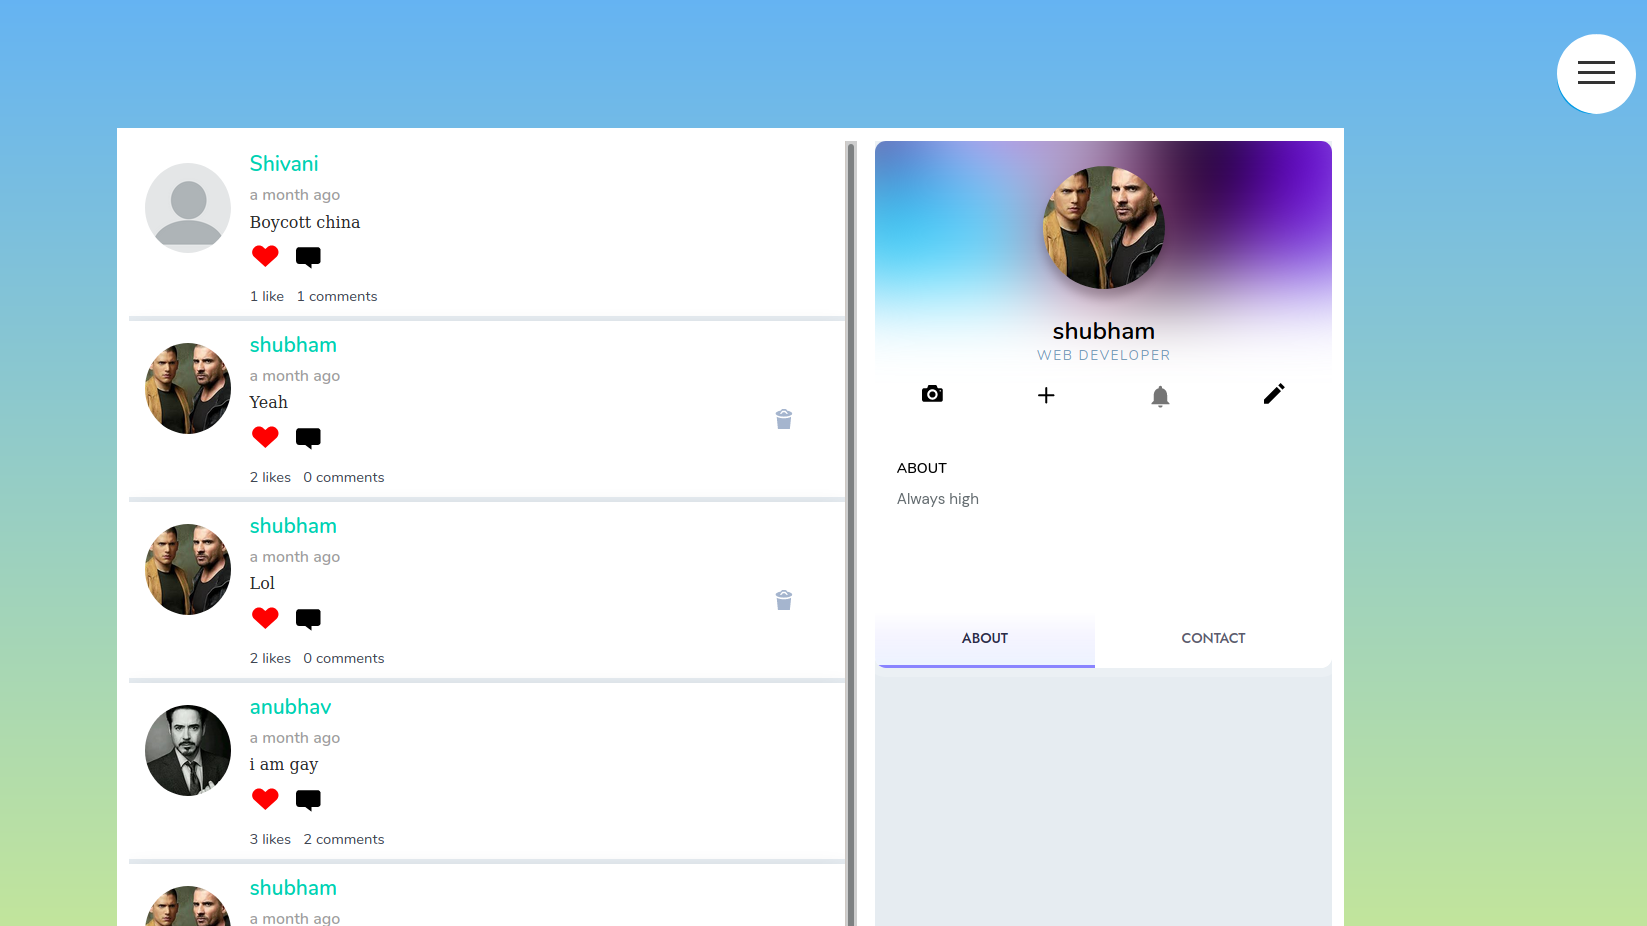 Shivani
a month ago
Boycott china
1 like 1 comments
shubham
a month ago
Yeah
2 likes 0 comments
shubham
a month ago
Lol
2 likes 0 comments
anubhav
a month ago
i am gay
3 likes 2 comments
shubham
a month ago
shubham
WEB DEVELOPER
ABOUT
Always high
ABOUT CONTACT